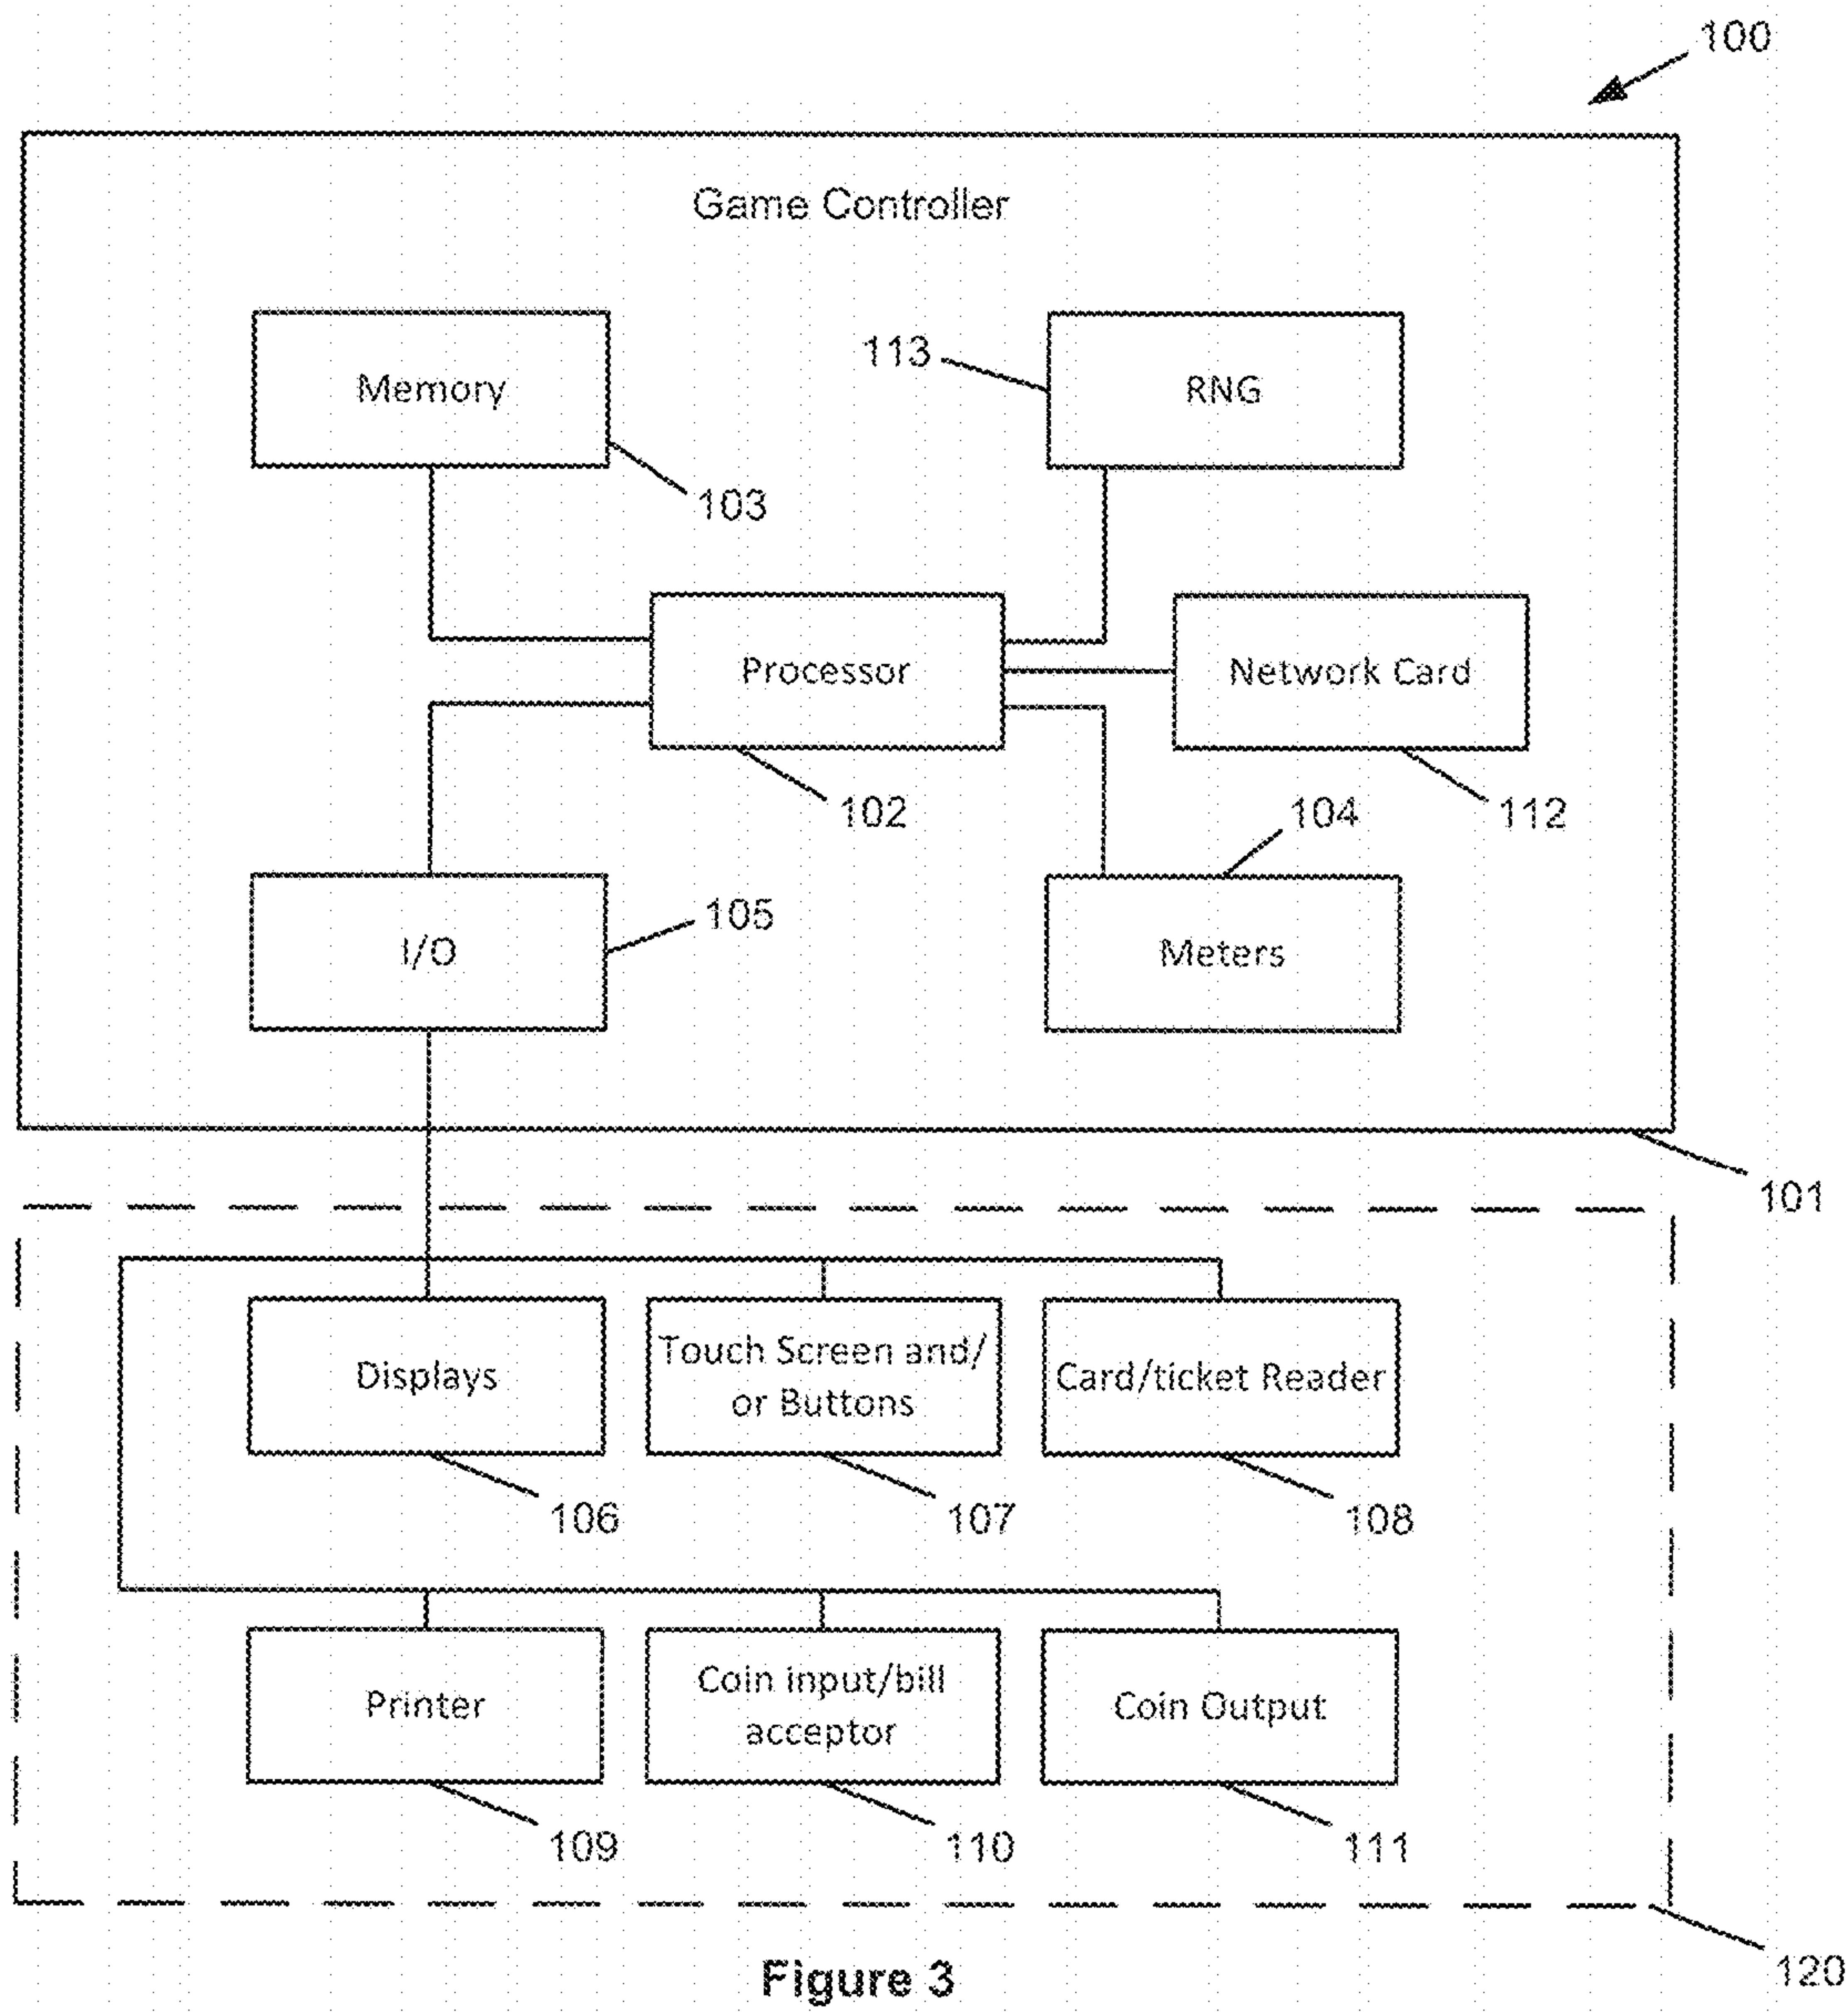 100
Game Controller
Memory
113
RNG
103
Processor
Network Card
102
104
112
I/O
105
Meters
101
Displays
Touch Screen and/
or Buttons
Card/ticket Reader
106
107
108
Printer
Coin input/bill
acceptor
Coin Output
109
110
111
120
Figure 3